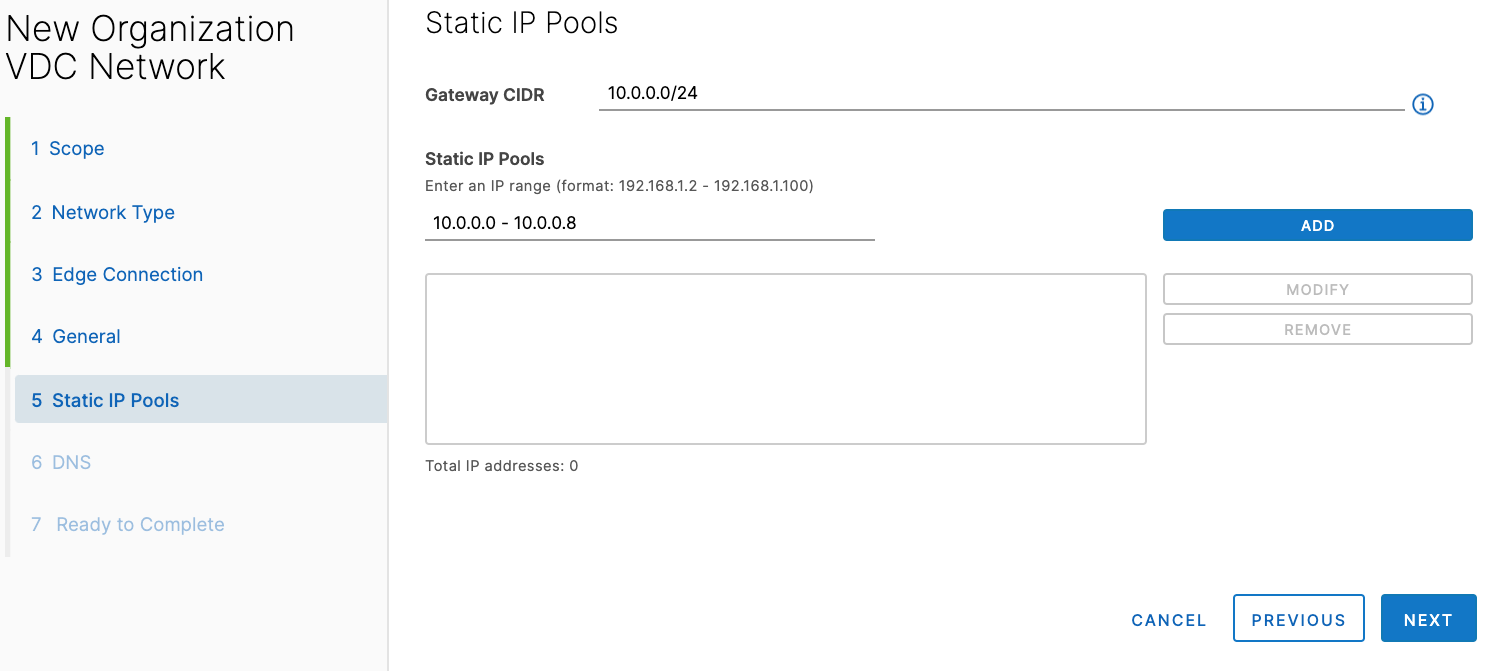 New Organization
VDC Network
1 Scope
2 Network Type
3 Edge Connection
4 General
5 Static IP Pools
6 DNS
7 Ready to Complete
Static IP Pools
Gateway CIDR 10.0.0.0/24
Static IP Pools
Enter an IP range (format: 192.168.1.2 - 192.168.1.100)
10.0.0.0 - 10.0.0.8 ADD
MODIFY
REMOVE
Total IP addresses: 0
CANCEL PREVIOUS NEXT